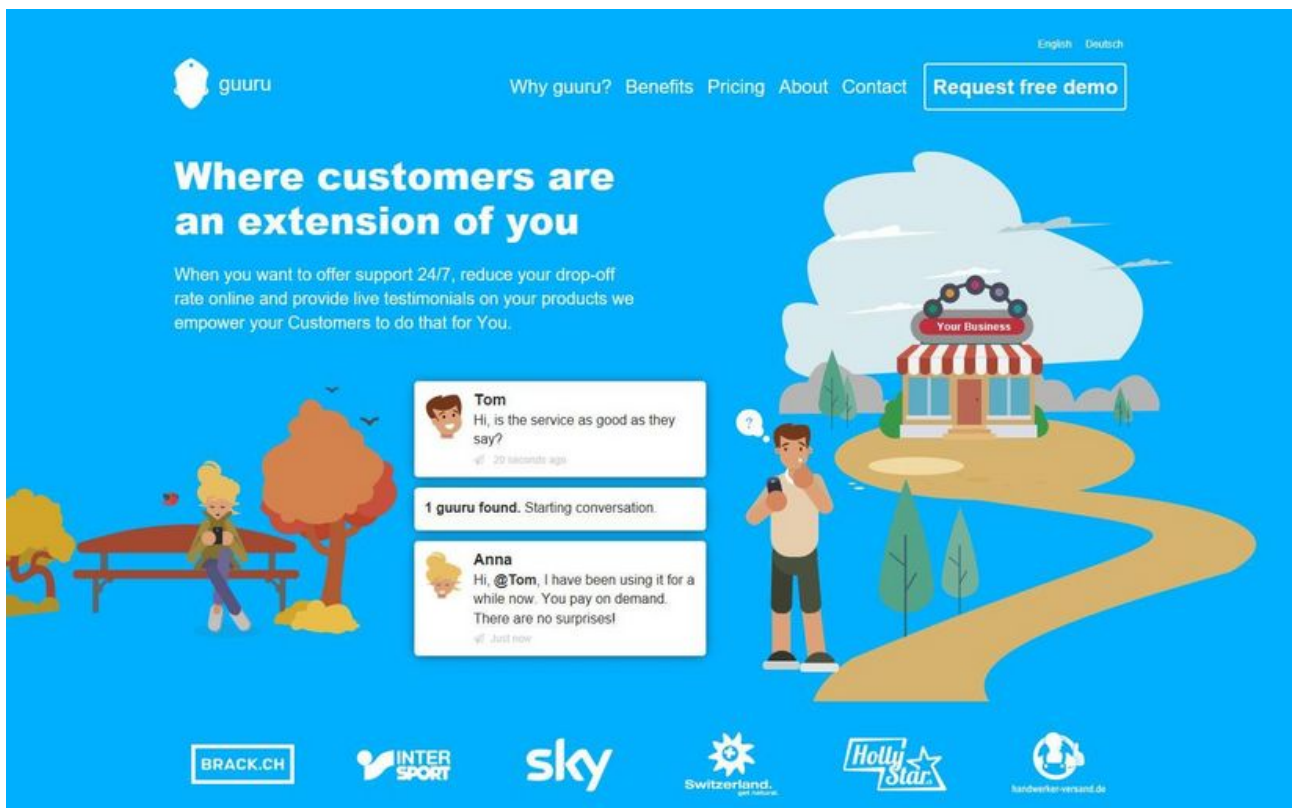 English Deutsch
guuru
Why guuru? Benefits Pricing About Contact Request free demo
Where customers are
an extension of you
When you want to offer support 24/7, reduce your drop-off
rate online and provide live testimonials on your products we
empower your Customers to do that for You.
Your Business
?
Tom
Hi, is the service as good as they
say?
20 seconds ago
1 guuru found. Starting conversation.
Anna
Hi, @Tom, I have been using it for a
while now. You pay on demand.
There are no surprises!
Just now
BRACK.CH
INTER
SPORT
sky
Switzerland.
get natural.
Holly
Star
handwerker-versand.de